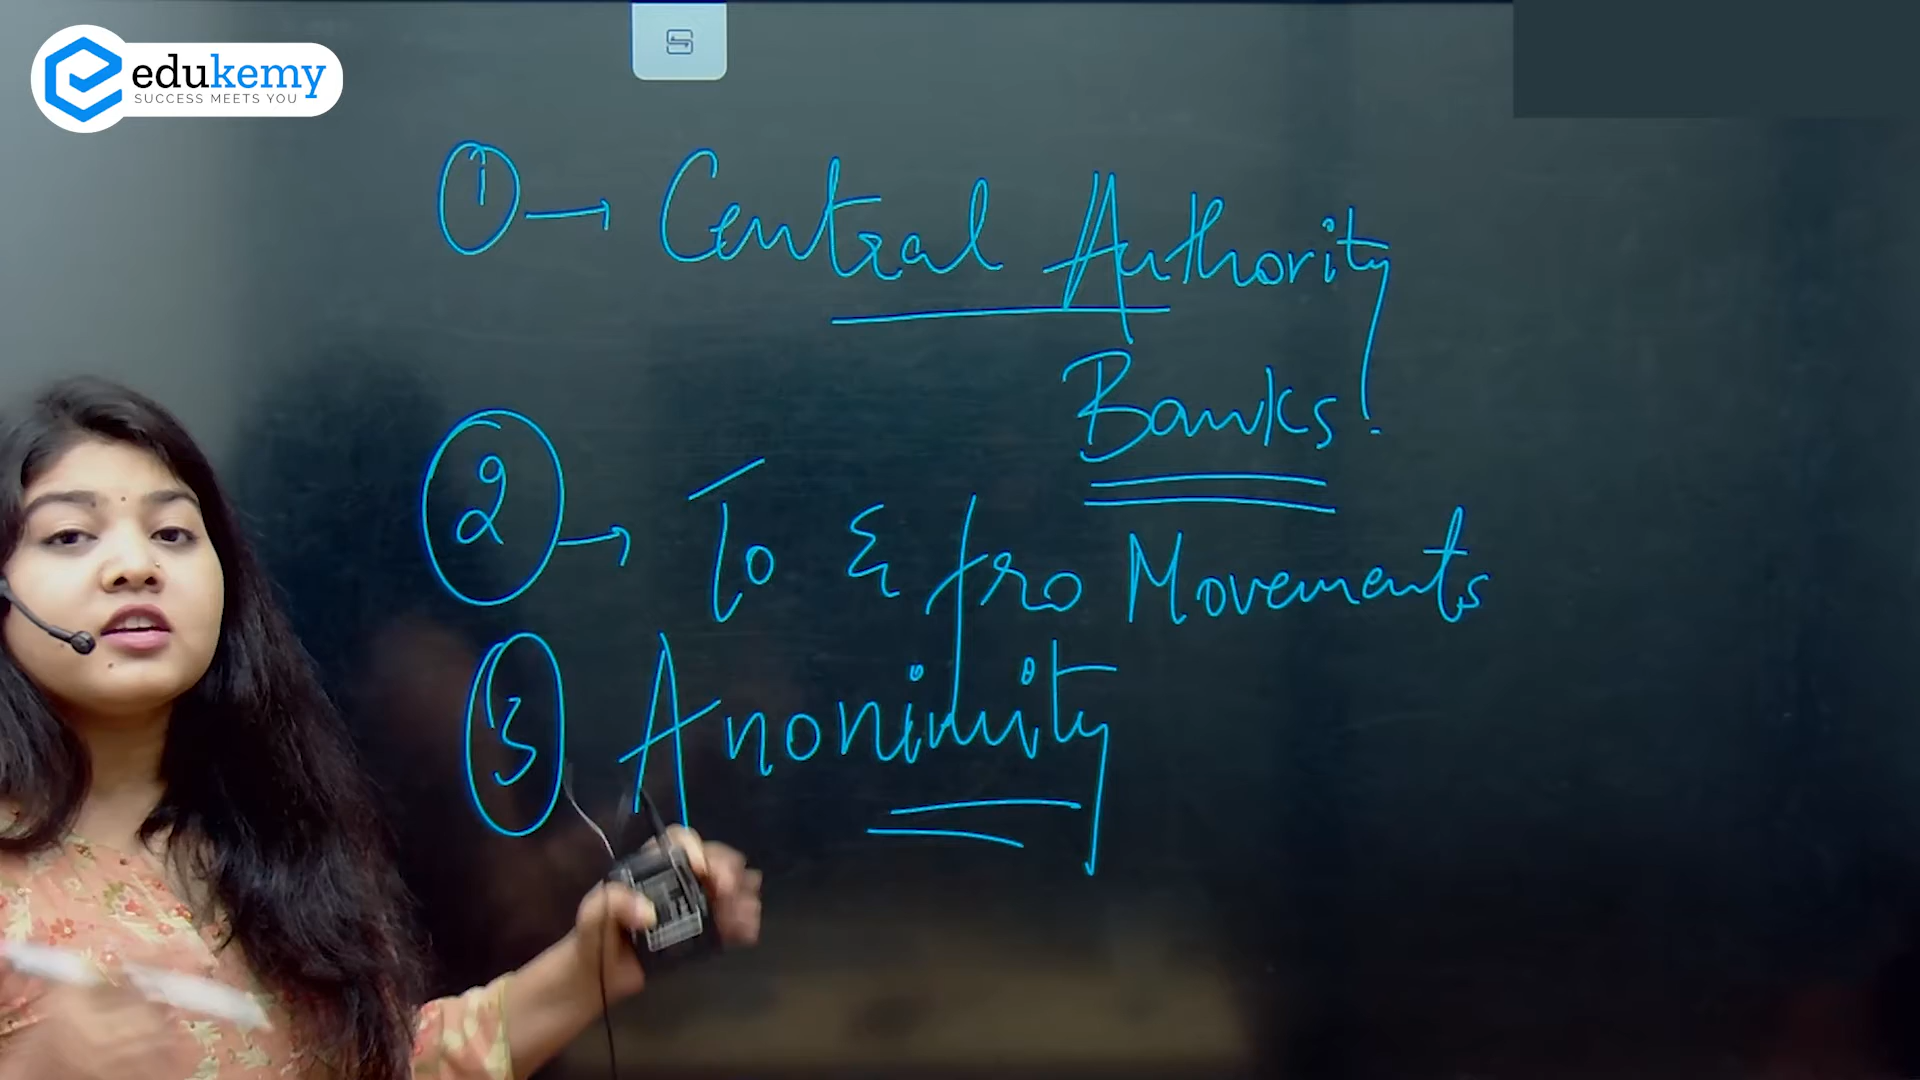 edukemy
SUCCESS MEETS YOU
① → Central Authority
Banks
② → To & fro Movements
③ Anonimity